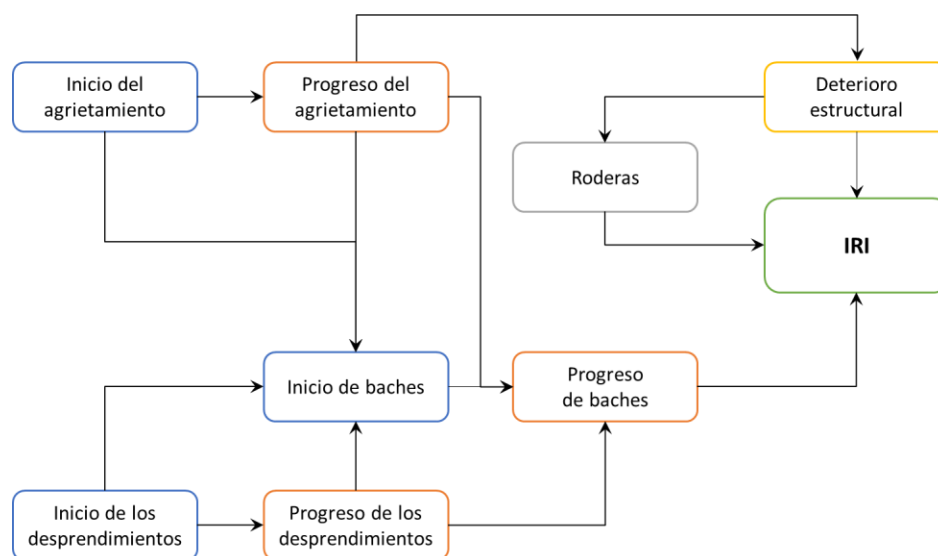 Inicio del
agrietamiento
Progreso del
agrietamiento
Deterioro
estructural
Roderas
IRI
Inicio de baches
Progreso
de baches
Inicio de los
desprendimientos
Progreso de los
desprendimientos